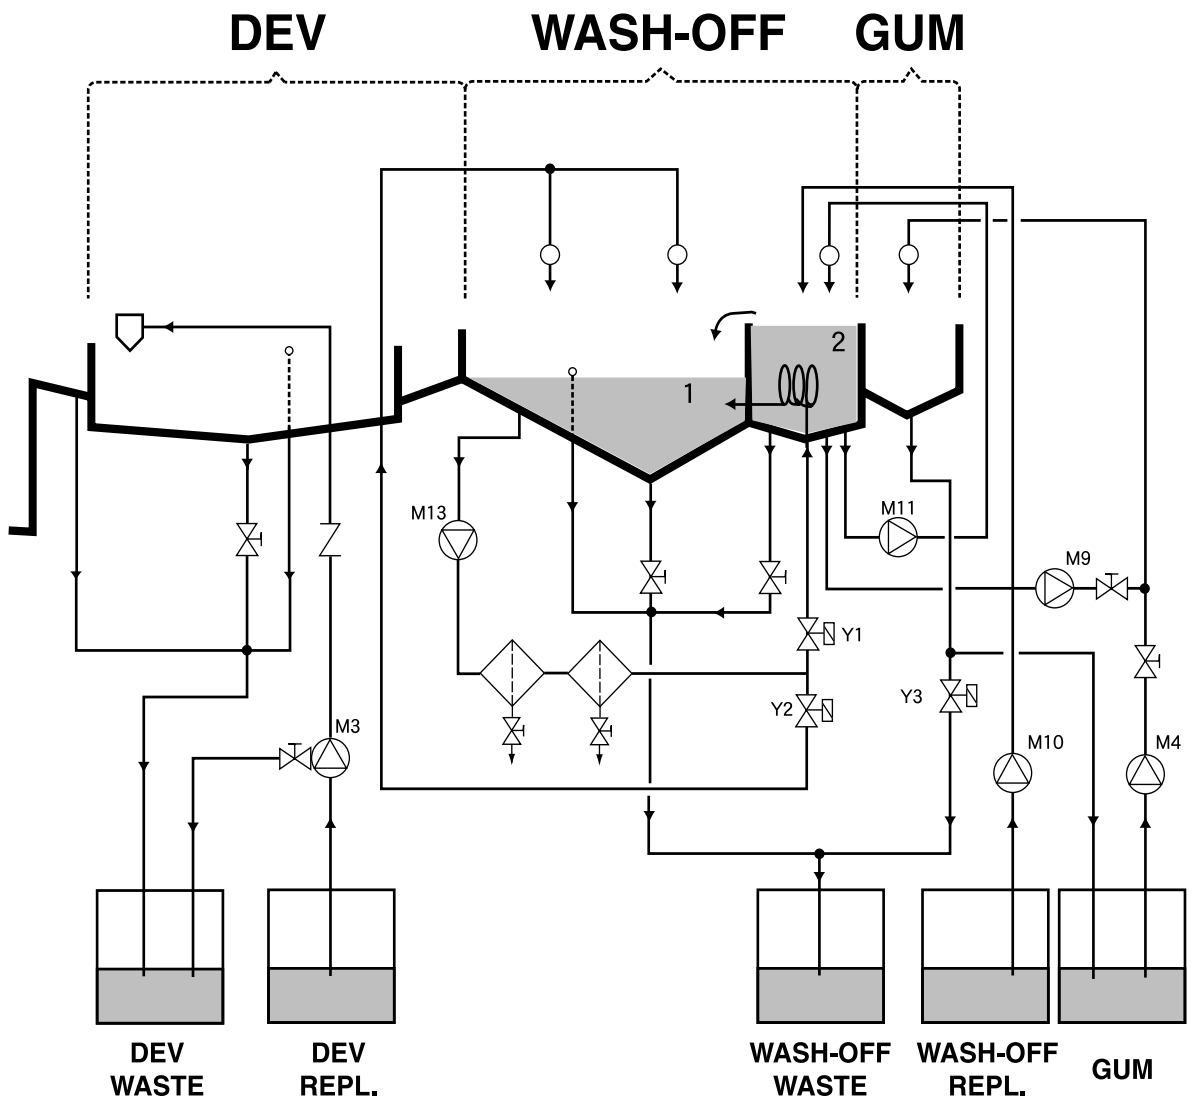 DEV
WASH-OFF
GUM
2
1
M13
M11
M9
Y1
Y2
Y3
M3
M10
M4
DEV
WASTE
DEV
REPL.
WASH-OFF
WASTE
WASH-OFF
REPL.
GUM